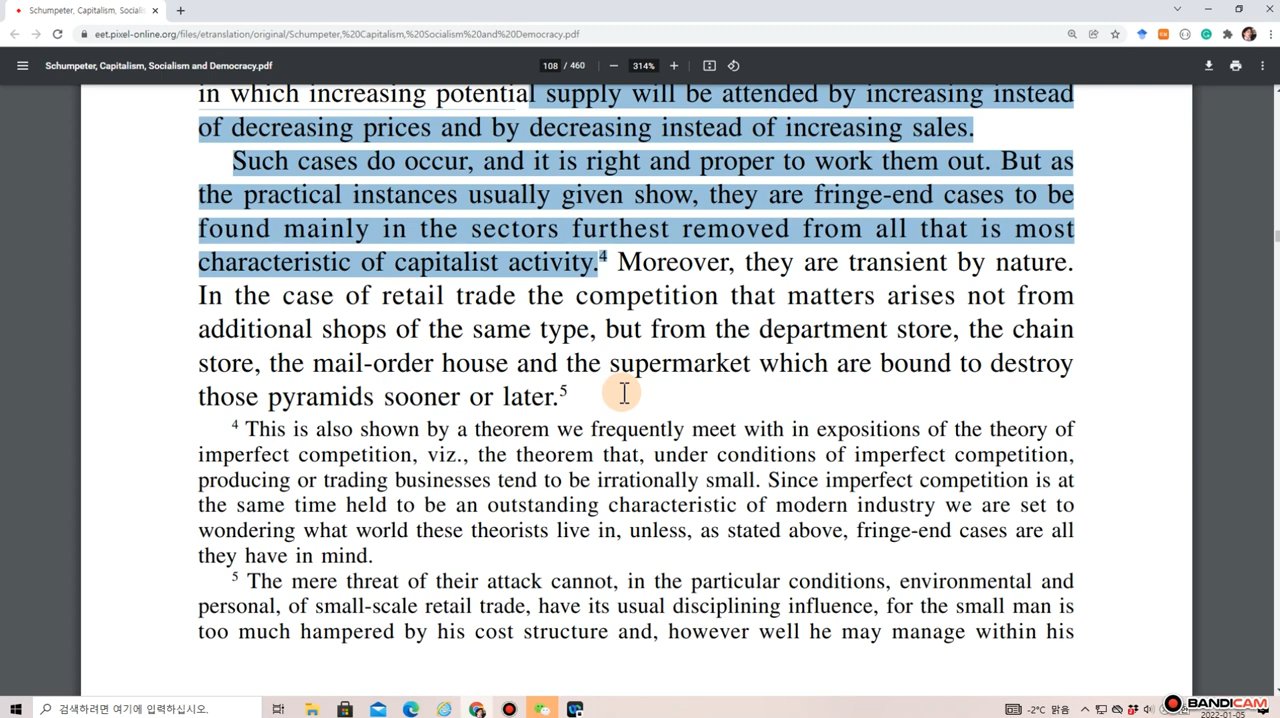 Schumpeter, Capitalism, Sociali
eet.pixel-online.org/files/etranslation/original/Schumpeter,%20Capitalism,%20Socialism%20and%20Democracy.pdf
Schumpeter, Capitalism, Socialism and Democracy.pdf
108 / 460
314%
in which increasing potential supply will be attended by increasing instead
of decreasing prices and by decreasing instead of increasing sales.
Such cases do occur, and it is right and proper to work them out. But as
the practical instances usually given show, they are fringe-end cases to be
found mainly in the sectors furthest removed from all that is most
characteristic of capitalist activity.4 Moreover, they are transient by nature.
In the case of retail trade the competition that matters arises not from
additional shops of the same type, but from the department store, the chain
store, the mail-order house and the supermarket which are bound to destroy
those pyramids sooner or later.5
4 This is also shown by a theorem we frequently meet with in expositions of the theory of
imperfect competition, viz., the theorem that, under conditions of imperfect competition,
producing or trading businesses tend to be irrationally small. Since imperfect competition is at
the same time held to be an outstanding characteristic of modern industry we are set to
wondering what world these theorists live in, unless, as stated above, fringe-end cases are all
they have in mind.
5 The mere threat of their attack cannot, in the particular conditions, environmental and
personal, of small-scale retail trade, have its usual disciplining influence, for the small man is
too much hampered by his cost structure and, however well he may manage within his
검색하려면 여기에 입력하십시오.
-2°C 맑음
BANDICAM
2022-01-05